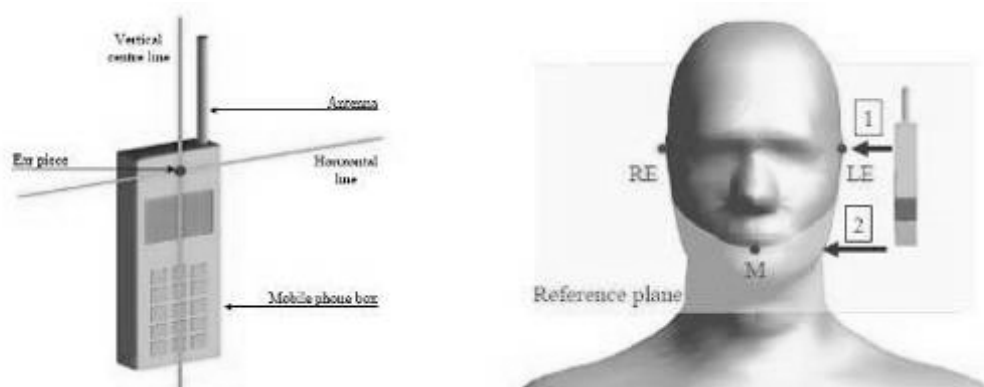 Vertical
centre line
Antenna
Ear piece
Horizontal
line
Mobile phone box
1
RE
LE
2
M
Reference plane